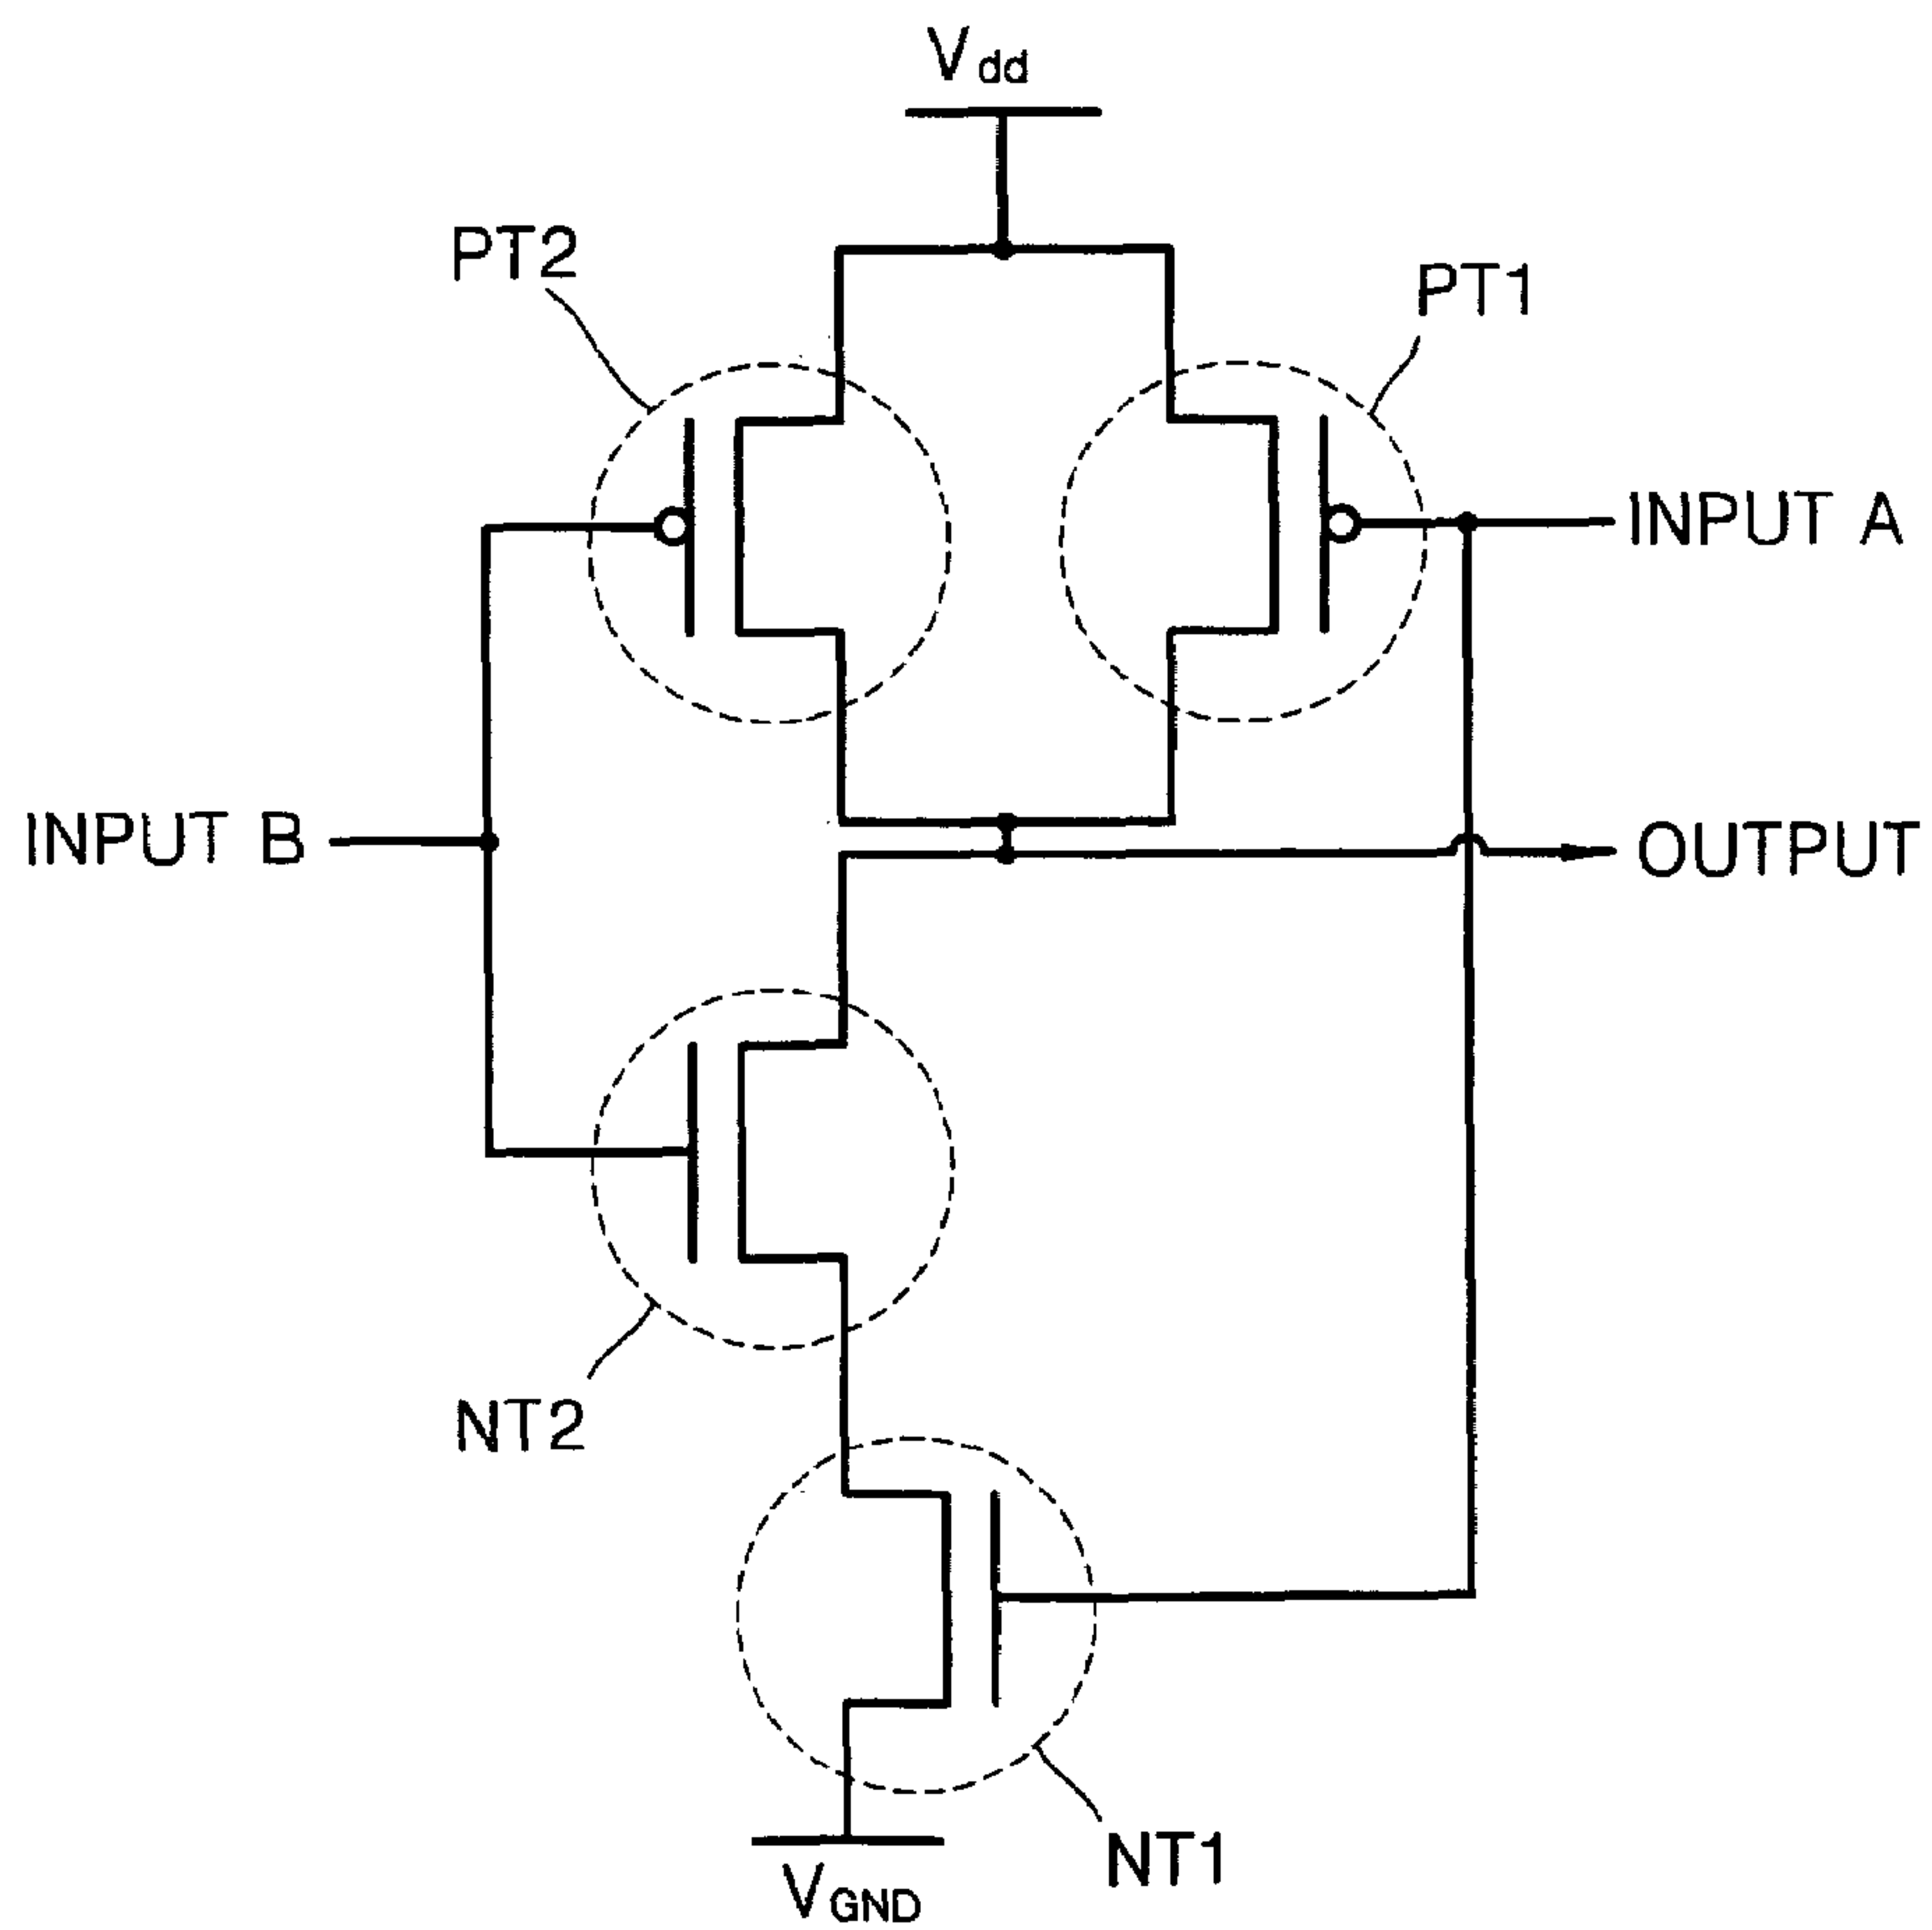 Vdd
PT2
PT1
INPUT A
INPUT B
OUTPUT
NT2
NT1
VGND